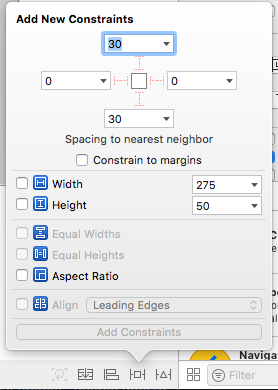 Add New Constraints
30
0
0
30
Spacing to nearest neighbor
Constrain to margins
Width
275
Height
50
Equal Widths
Equal Heights
Aspect Ratio
Align
Leading Edges
Add Constraints
Navigat
Filter